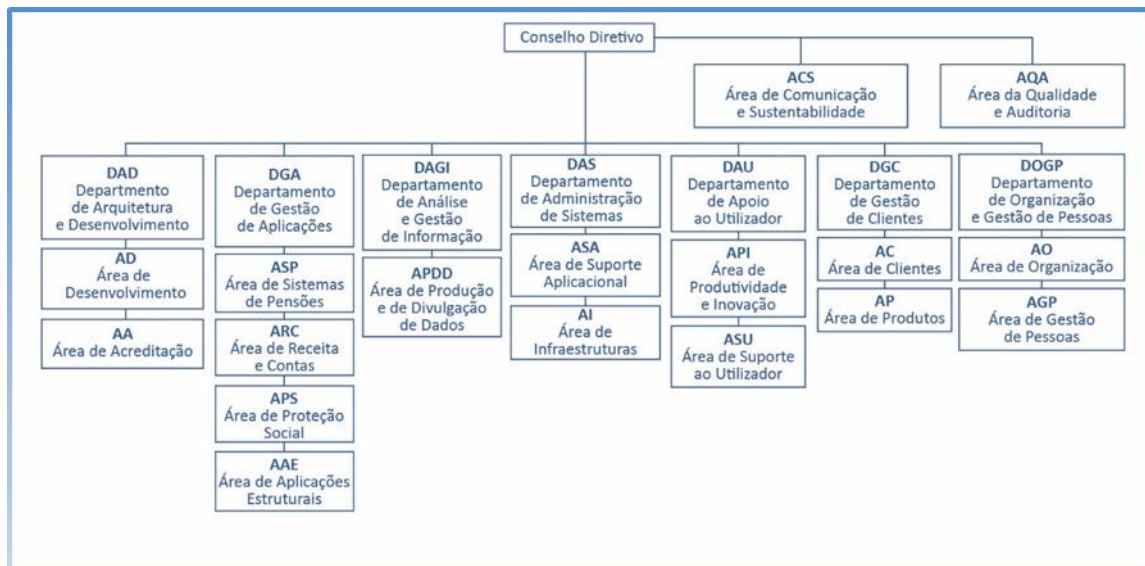 Conselho Diretivo
ACS
Área de Comunicação
e Sustentabilidade
AQA
Área da Qualidade
e Auditoria
DAD
Departmento
de Arquitetura
e Desenvolvimento
AD
Área de
Desenvolvimento
AA
Área de Acreditação
DGA
Departamento
de Gestão
de Aplicações
ASP
Área de Sistemas
de Pensões
ARC
Área de Receita
e Contas
APS
Área de Proteção
Social
AAE
Área de Aplicações
Estruturais
DAGI
Departamento
de Análise
e Gestão
de Informação
APDD
Área de Produção
e de Divulgação
de Dados
DAS
Departamento
de Administração
de Sistemas
ASA
Área de Suporte
Aplicacional
AI
Área de
Infraestruturas
DAU
Departamento
de Apoio
ao Utilizador
API
Área de
Produtividade
e Inovação
ASU
Área de Suporte
ao Utilizador
DGC
Departamento
de Gestão
de Clientes
AC
Área de Clientes
AP
Área de Produtos
DOGP
Departamento
de Organização
e Gestão de Pessoas
AO
Área de Organização
AGP
Área de Gestão
de Pessoas